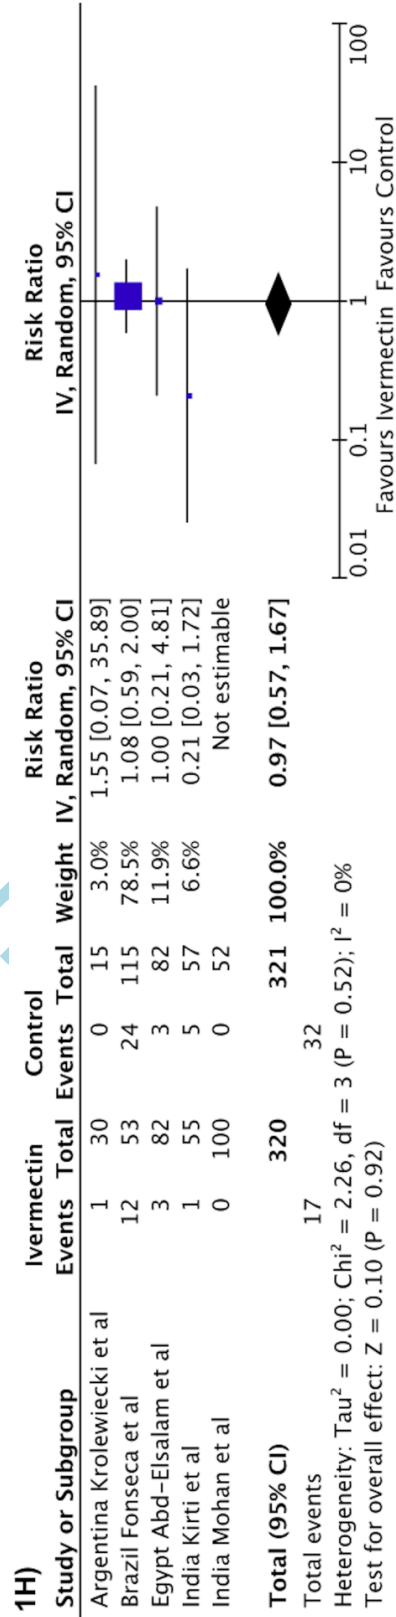 1H)
Ivermectin Control Risk Ratio Risk Ratio
Study or Subgroup Events Total Events Total Weight IV, Random, 95% CI IV, Random, 95% CI
Argentina Krolewiecki et al 1 30 0 15 3.0% 1.55 [0.07, 35.89]
Brazil Fonseca et al 12 53 24 115 78.5% 1.08 [0.59, 2.00]
Egypt Abd-Elsalam et al 3 82 3 82 11.9% 1.00 [0.21, 4.81]
India Kirti et al 1 55 5 57 6.6% 0.21 [0.03, 1.72]
India Mohan et al 0 100 0 52 Not estimable
Total (95% CI) 320 321 100.0% 0.97 [0.57, 1.67]
Total events 17 32
Heterogeneity: Tau² = 0.00; Chi² = 2.26, df = 3 (P = 0.52); I² = 0%
Test for overall effect: Z = 0.10 (P = 0.92)
0.01 0.1 1 10 100
Favours Ivermectin Favours Control